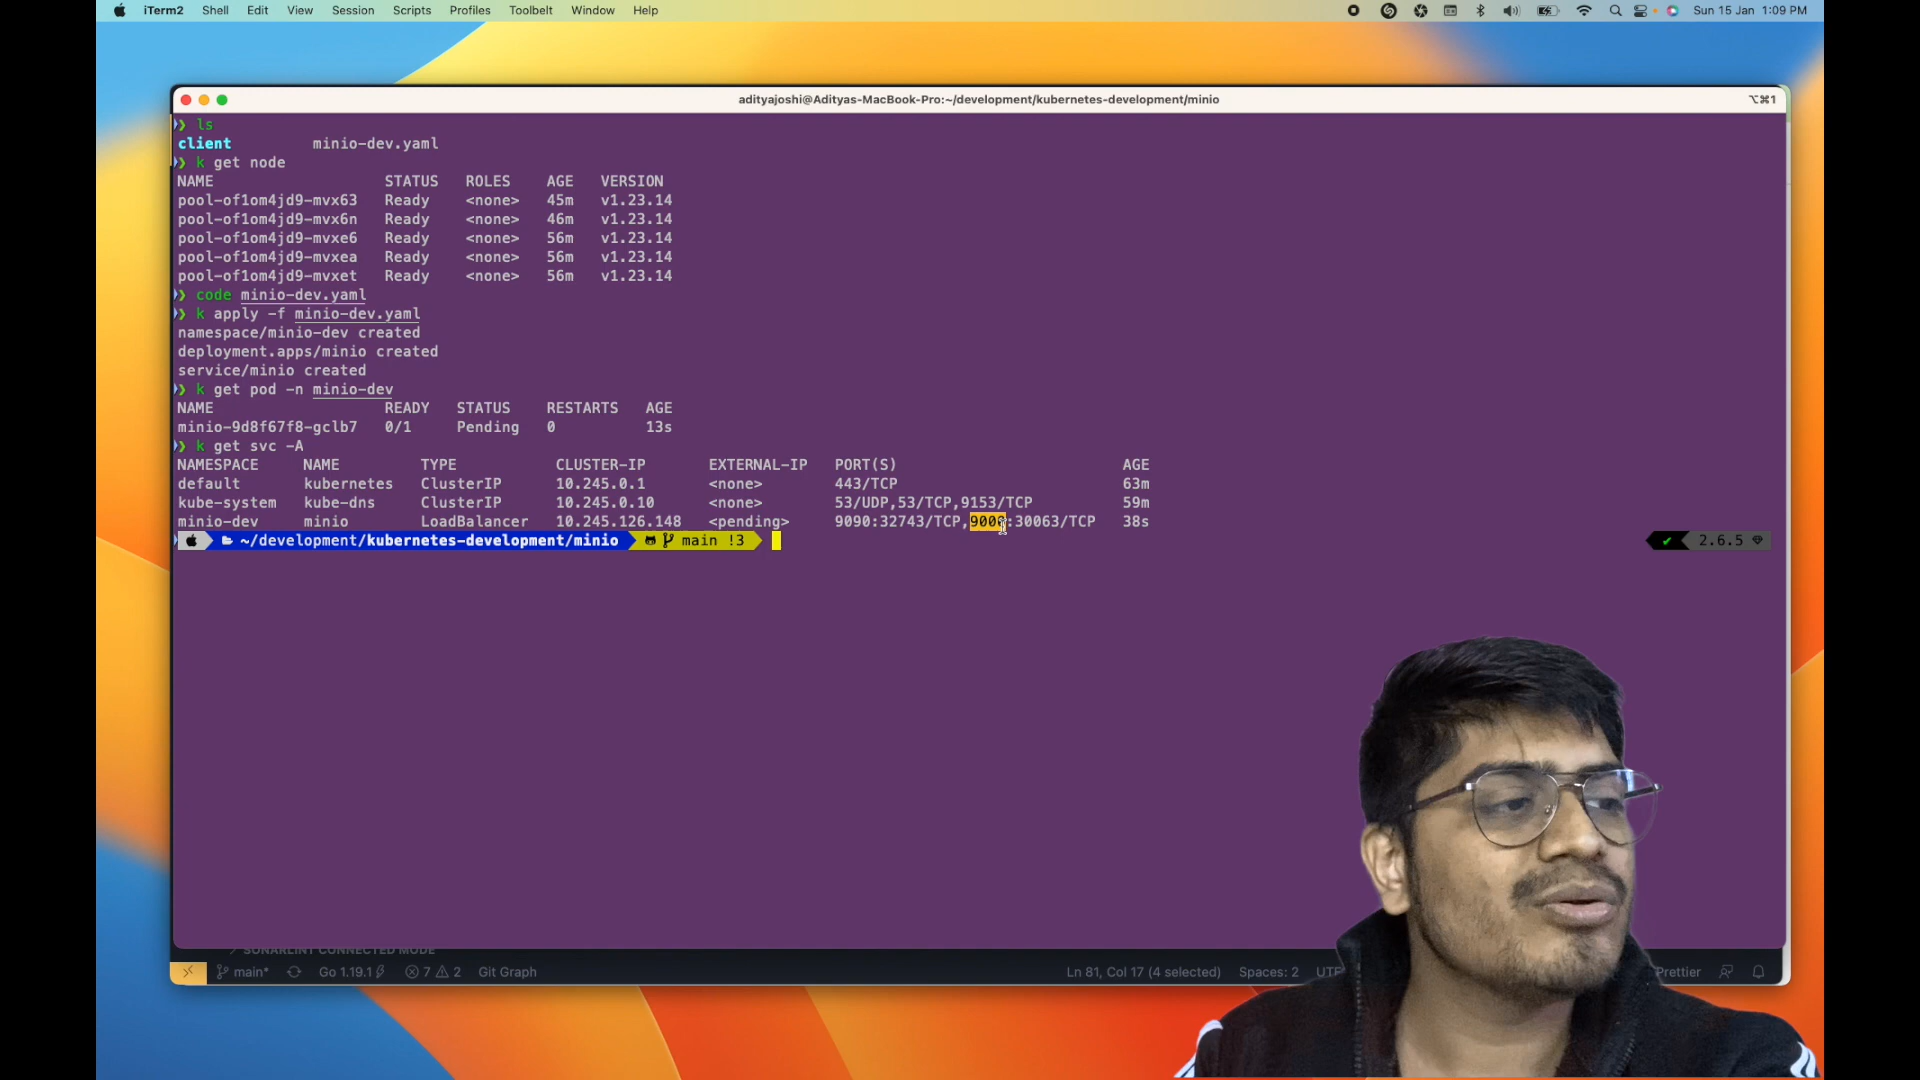 iTerm2 Shell Edit View Session Scripts Profiles Toolbelt Window Help Sun 15 Jan 1:09 PM
adityajoshi@Adityas-MacBook-Pro:~/development/kubernetes-development/minio ⌥⌘1
❯ ls
client minio-dev.yaml
❯ k get node
NAME STATUS ROLES AGE VERSION
pool-of1om4jd9-mvx63 Ready <none> 45m v1.23.14
pool-of1om4jd9-mvx6n Ready <none> 46m v1.23.14
pool-of1om4jd9-mvxe6 Ready <none> 56m v1.23.14
pool-of1om4jd9-mvxea Ready <none> 56m v1.23.14
pool-of1om4jd9-mvxet Ready <none> 56m v1.23.14
❯ code minio-dev.yaml
❯ k apply -f minio-dev.yaml
namespace/minio-dev created
deployment.apps/minio created
service/minio created
❯ k get pod -n minio-dev
NAME READY STATUS RESTARTS AGE
minio-9d8f67f8-gclb7 0/1 Pending 0 13s
❯ k get svc -A
NAMESPACE NAME TYPE CLUSTER-IP EXTERNAL-IP PORT(S) AGE
default kubernetes ClusterIP 10.245.0.1 <none> 443/TCP 63m
kube-system kube-dns ClusterIP 10.245.0.10 <none> 53/UDP,53/TCP,9153/TCP 59m
minio-dev minio LoadBalancer 10.245.126.148 <pending> 9090:32743/TCP,9000:30063/TCP 38s
~/development/kubernetes-development/minio main !3 ✔ 2.6.5
SONARLINT CONNECTED MODE
main* Go 1.19.1 7 2 Git Graph Ln 81, Col 17 (4 selected) Spaces: 2 UTF Prettier